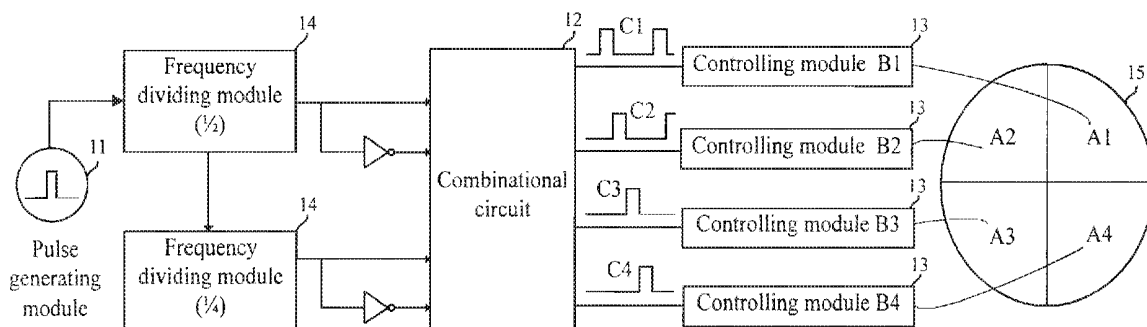 14
Frequency
dividing module
(½)
11
Pulse
generating
module
14
Frequency
dividing module
(¼)
12
Combinational
circuit
C1
C2
C3
C4
13
Controlling module B1
13
Controlling module B2
13
Controlling module B3
13
Controlling module B4
15
A2
A1
A3
A4